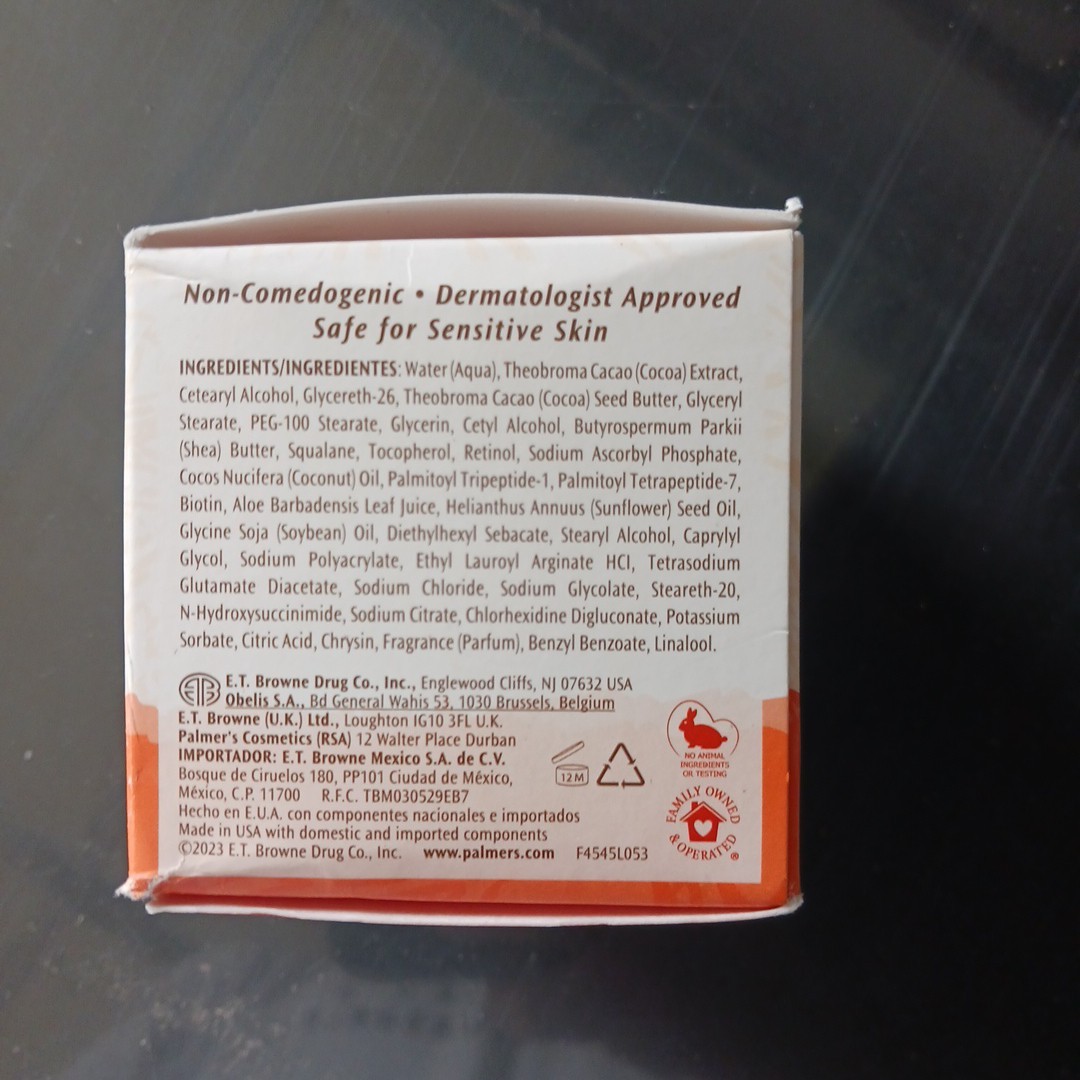 Non-Comedogenic • Dermatologist Approved
Safe for Sensitive Skin
INGREDIENTS/INGREDIENTES: Water (Aqua), Theobroma Cacao (Cocoa) Extract,
Cetearyl Alcohol, Glycereth-26, Theobroma Cacao (Cocoa) Seed Butter, Glyceryl
Stearate, PEG-100 Stearate, Glycerin, Cetyl Alcohol, Butyrospermum Parkii
(Shea) Butter, Squalane, Tocopherol, Retinol, Sodium Ascorbyl Phosphate,
Cocos Nucifera (Coconut) Oil, Palmitoyl Tripeptide-1, Palmitoyl Tetrapeptide-7,
Biotin, Aloe Barbadensis Leaf Juice, Helianthus Annuus (Sunflower) Seed Oil,
Glycine Soja (Soybean) Oil, Diethylhexyl Sebacate, Stearyl Alcohol, Caprylyl
Glycol, Sodium Polyacrylate, Ethyl Lauroyl Arginate HCl, Tetrasodium
Glutamate Diacetate, Sodium Chloride, Sodium Glycolate, Steareth-20,
N-Hydroxysuccinimide, Sodium Citrate, Chlorhexidine Digluconate, Potassium
Sorbate, Citric Acid, Chrysin, Fragrance (Parfum), Benzyl Benzoate, Linalool.
ETB
E.T. Browne Drug Co., Inc., Englewood Cliffs, NJ 07632 USA
Obelis S.A., Bd General Wahis 53, 1030 Brussels, Belgium
E.T. Browne (U.K.) Ltd., Loughton IG10 3FL U.K.
Palmer's Cosmetics (RSA) 12 Walter Place Durban
IMPORTADOR: E.T. Browne Mexico S.A. de C.V.
Bosque de Ciruelos 180, PP101 Ciudad de México,
México, C.P. 11700 R.F.C. TBM030529EB7
Hecho en E.U.A. con componentes nacionales e importados
Made in USA with domestic and imported components
©2023 E.T. Browne Drug Co., Inc. www.palmers.com F4545L053
12 M
NO ANIMAL
INGREDIENTS
OR TESTING
FAMILY OWNED
& OPERATED ®